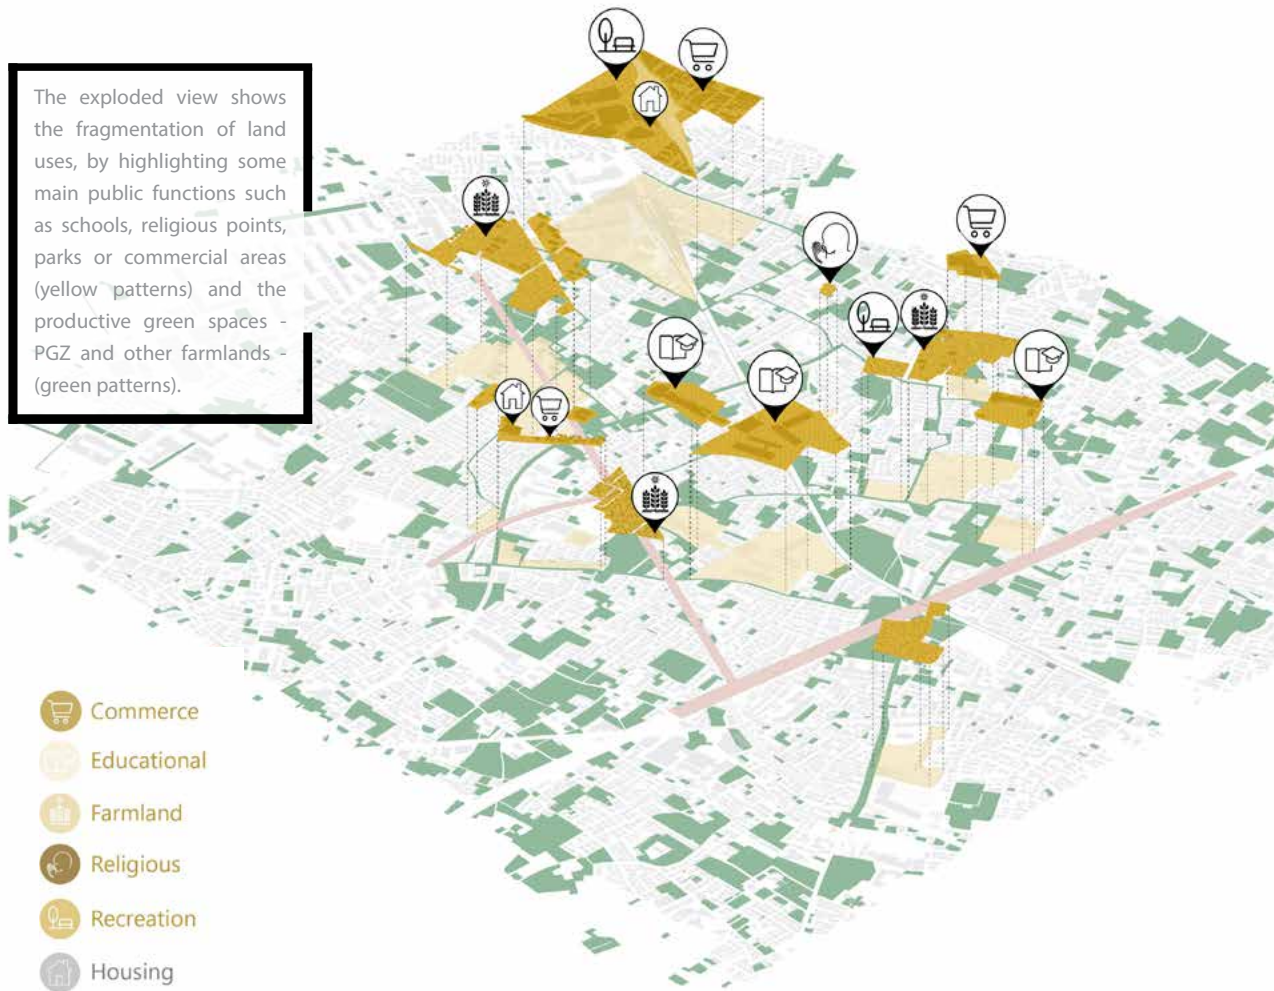 The exploded view shows
the fragmentation of land
uses, by highlighting some
main public functions such
as schools, religious points,
parks or commercial areas
(yellow patterns) and the
productive green spaces -
PGZ and other farmlands -
(green patterns).
Commerce
Educational
Farmland
Religious
Recreation
Housing